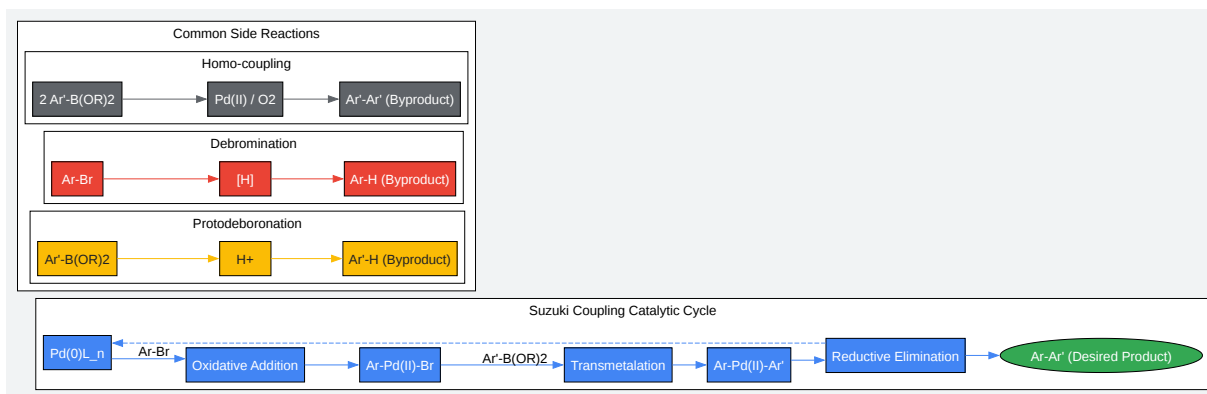 Common Side Reactions
Homo-coupling
2 Ar'-B(OR)2
Pd(II) / O2
Ar'-Ar' (Byproduct)
Debromination
Ar-Br
[H]
Ar-H (Byproduct)
Protodeboronation
Ar'-B(OR)2
H+
Ar'-H (Byproduct)
Suzuki Coupling Catalytic Cycle
Pd(0)L_n
Ar-Br
Oxidative Addition
Ar-Pd(II)-Br
Ar'-B(OR)2
Transmetalation
Ar-Pd(II)-Ar'
Reductive Elimination
Ar-Ar' (Desired Product)